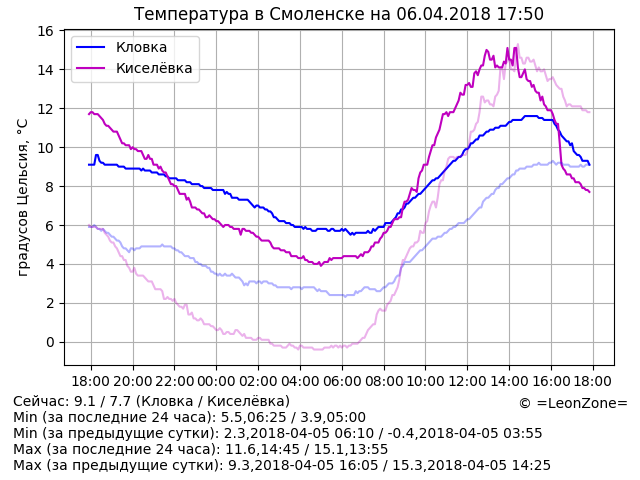 Температура в Смоленске на 06.04.2018 17:50
градусов Цельсия, °C
16
14
12
10
8
6
4
2
0
Кловка
Киселёвка
18:00 20:00 22:00 00:00 02:00 04:00 06:00 08:00 10:00 12:00 14:00 16:00 18:00
Сейчас: 9.1 / 7.7 (Кловка / Киселёвка)
© =LeonZone=
Min (за последние 24 часа): 5.5,06:25 / 3.9,05:00
Min (за предыдущие сутки): 2.3,2018-04-05 06:10 / -0.4,2018-04-05 03:55
Max (за последние 24 часа): 11.6,14:45 / 15.1,13:55
Max (за предыдущие сутки): 9.3,2018-04-05 16:05 / 15.3,2018-04-05 14:25